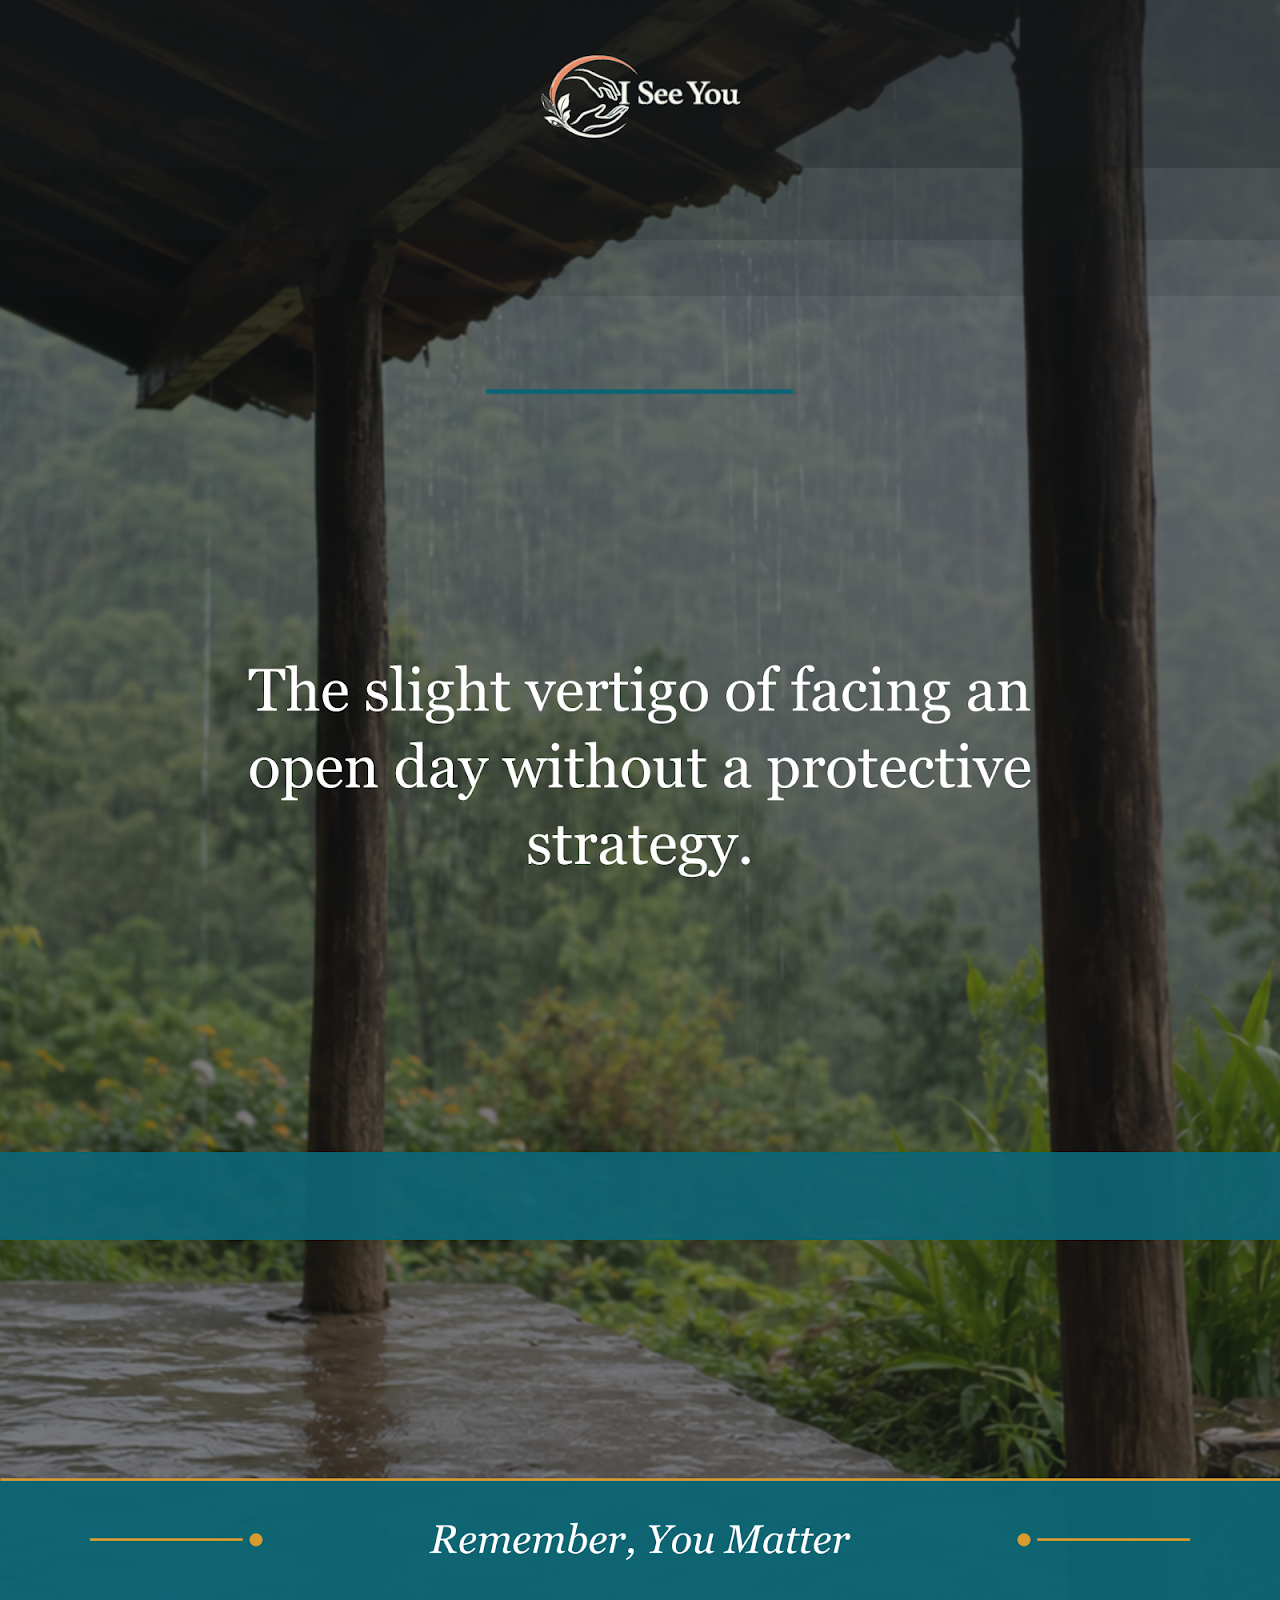 I See You
The slight vertigo of facing an
open day without a protective
strategy.
Remember, You Matter